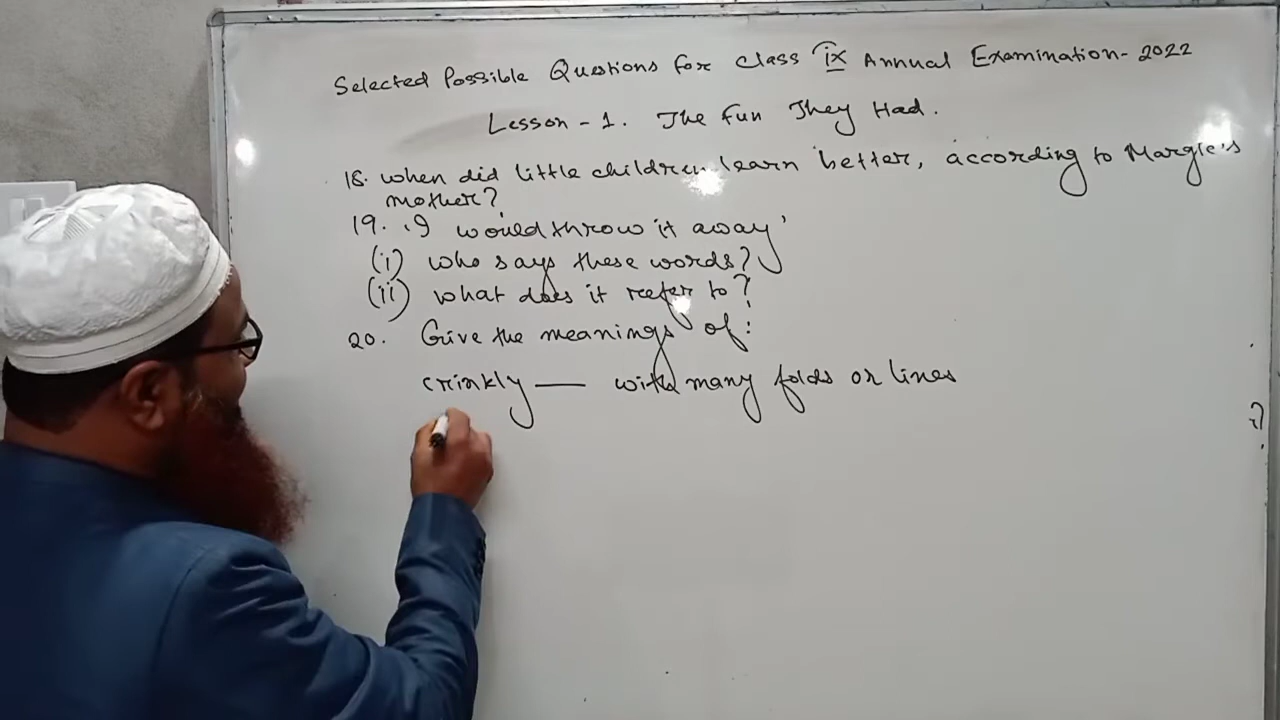 Selected Possible Questions for class IX Annual Examination-2022
Lesson-1. The Fun They Had.
18. when did little children learn better, according to Margie's
mother?
19. 'I would throw it away'
(i) who says these words?
(ii) what does it refer to?
20. Give the meanings of:
crinkly — with many folds or lines